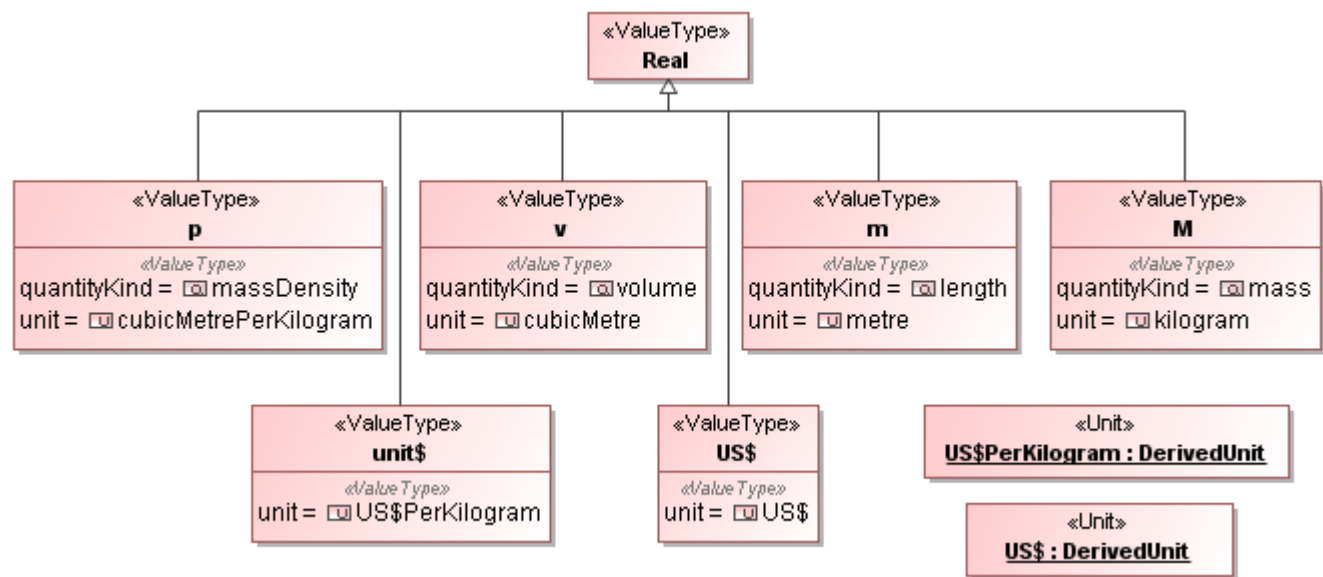 «ValueType»
Real
«ValueType»
p
«ValueType»
quantityKind = massDensity
unit = cubicMetrePerKilogram
«ValueType»
v
«ValueType»
quantityKind = volume
unit = cubicMetre
«ValueType»
m
«ValueType»
quantityKind = length
unit = metre
«ValueType»
M
«ValueType»
quantityKind = mass
unit = kilogram
«ValueType»
unit$
«ValueType»
unit = US$PerKilogram
«ValueType»
US$
«ValueType»
unit = US$
«Unit»
US$PerKilogram : DerivedUnit
«Unit»
US$ : DerivedUnit